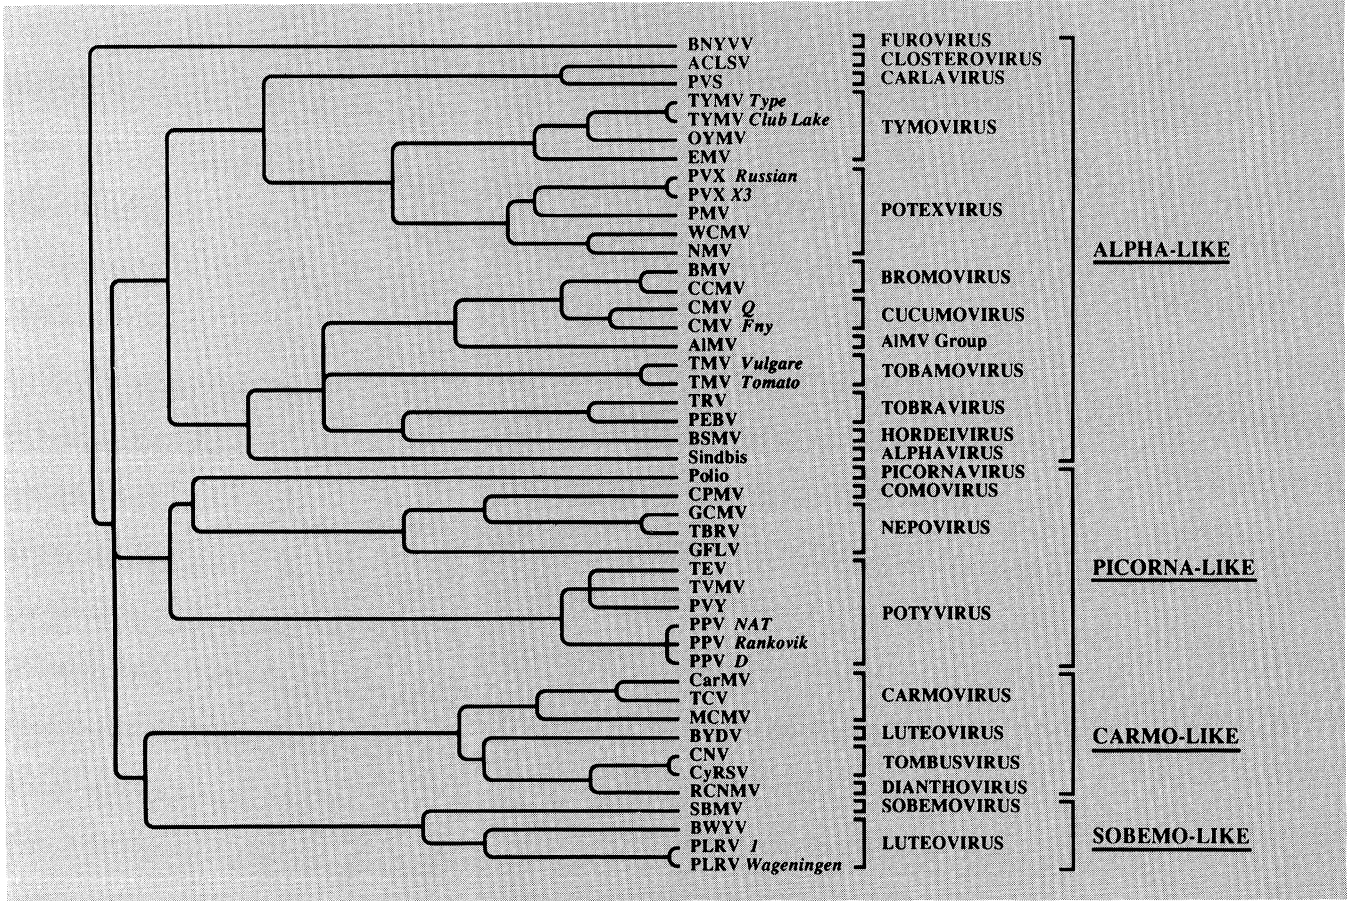 BNYVV FUROVIRUS
ACLSV CLOSTEROVIRUS
PVS CARLAVIRUS
TYMV Type
TYMV Club Lake
TYMOVIRUS
OYMV
EMV
PVX Russian
PVX X3
PMV
POTEXVIRUS
WCMV
NMV
ALPHA-LIKE
BMV
BROMOVIRUS
CCMV
CMV Q
CUCUMOVIRUS
CMV Fny
AlMV AlMV Group
TMV Vulgare
TOBAMOVIRUS
TMV Tomato
TRV
TOBRAVIRUS
PEBV
BSMV HORDEIVIRUS
Sindbis ALPHAVIRUS
Polio PICORNAVIRUS
CPMV COMOVIRUS
GCMV
NEPOVIRUS
TBRV
GFLV
PICORNA-LIKE
TEV
TVMV
PVY
POTYVIRUS
PPV NAT
PPV Rankovik
PPV D
CarMV
CARMOVIRUS
TCV
MCMV
BYDV LUTEOVIRUS
CARMO-LIKE
CNV
TOMBUSVIRUS
CyRSV
RCNMV DIANTHOVIRUS
SBMV SOBEMOVIRUS
BWYV
SOBEMO-LIKE
LUTEOVIRUS
PLRV 1
PLRV Wageningen